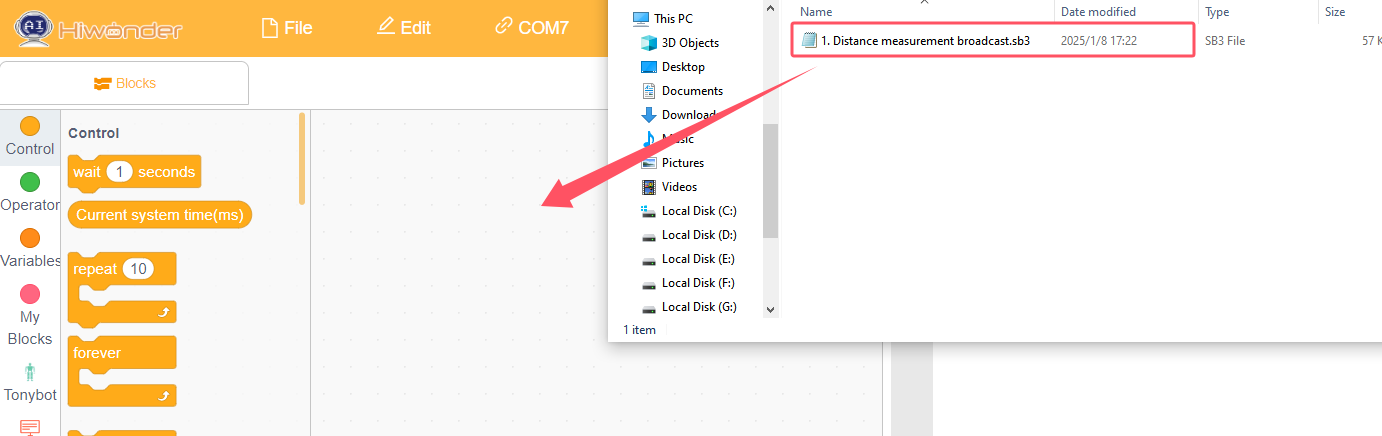 AI Hiwonder File Edit COM7
Blocks
Control
Operator
Variables
My
Blocks
Tonybot
Control
wait 1 seconds
Current system time(ms)
repeat 10
forever
This PC
3D Objects
Desktop
Documents
Download
Music
Pictures
Videos
Local Disk (C:)
Local Disk (D:)
Local Disk (E:)
Local Disk (F:)
Local Disk (G:)
1 item
Name Date modified Type Size
1. Distance measurement broadcast.sb3 2025/1/8 17:22 SB3 File 57 K